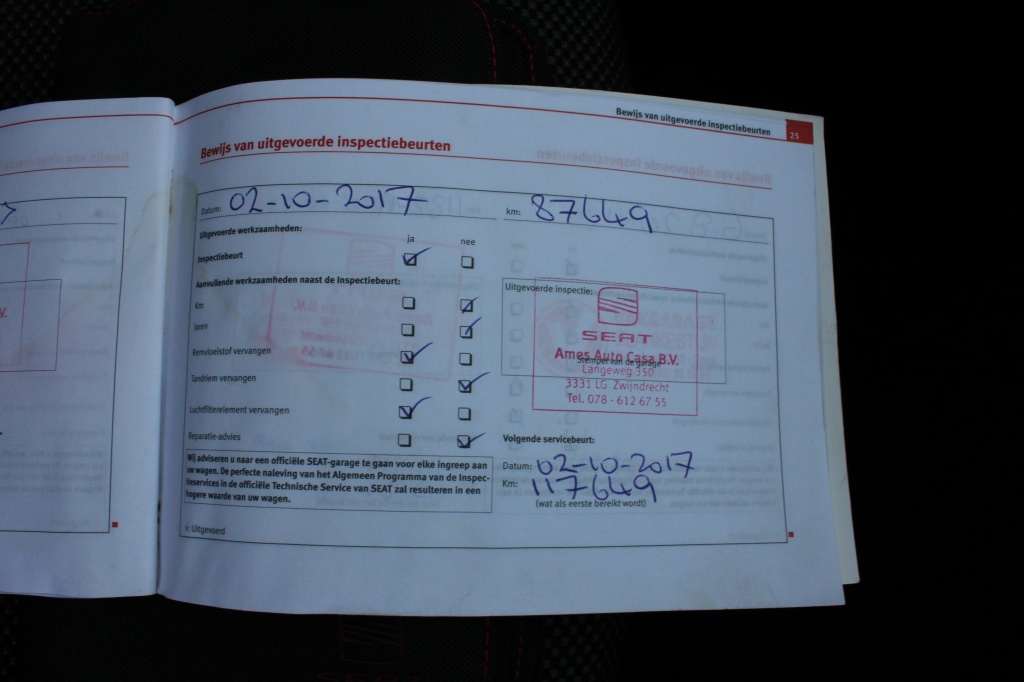 Bewijs van uitgevoerde inspectiebeurten 25
Bewijs van uitgevoerde inspectiebeurten
Datum: 02-10-2017 km: 87649
Uitgevoerde werkzaamheden:
ja nee
Inspectiebeurt
Aanvullende werkzaamheden naast de Inspectiebeurt:
Km
Jaren
Remvloeistof vervangen
Tandriem vervangen
Luchtfilterelement vervangen
Reparatie-advies
Wij adviseren u naar een officiële SEAT-garage te gaan voor elke ingreep aan
uw wagen. De perfecte naleving van het Algemeen Programma van de Inspec-
tieservices in de officiële Technische Service van SEAT zal resulteren in een
hogere waarde van uw wagen.
v: Uitgevoerd
Uitgevoerde inspectie:
SEAT
Ames Auto Casa B.V.
Stempel van de garage
Langeweg 350
3331 LG Zwijndrecht
Tel. 078 - 612 67 55
Volgende servicebeurt:
Datum: 02-10-2017
Km: 117649
(wat als eerste bereikt wordt)